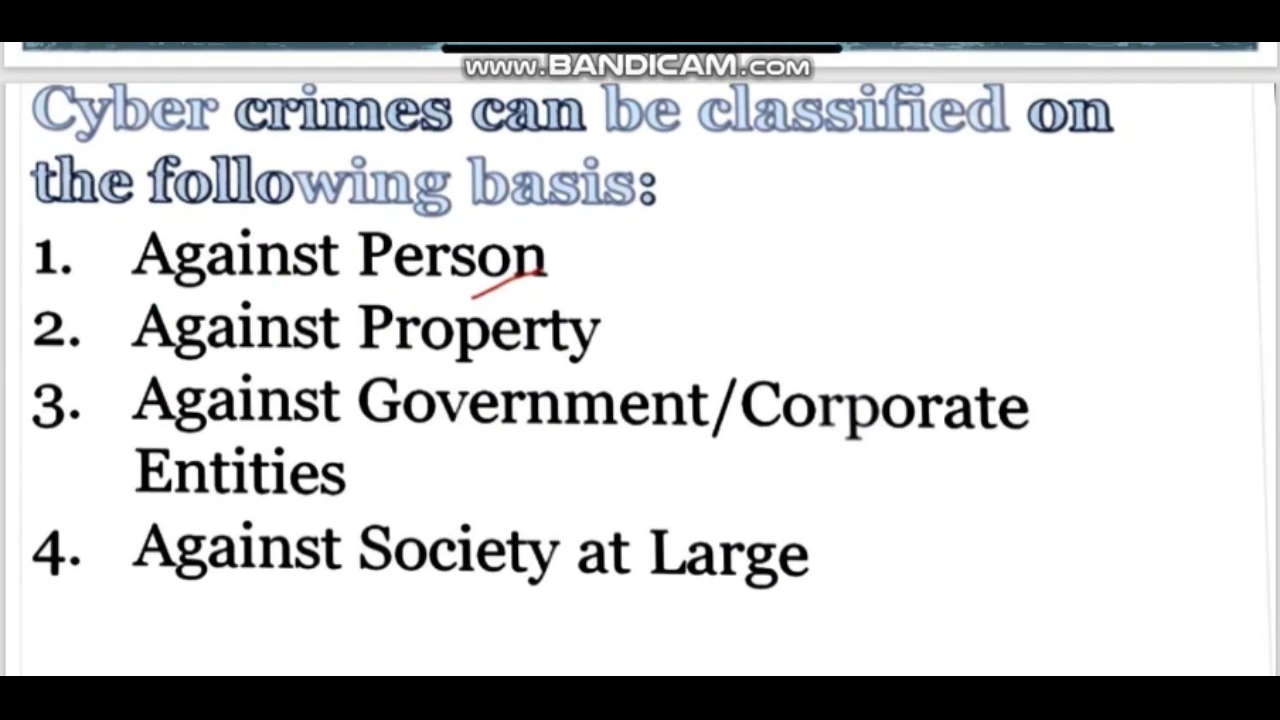 www.BANDICAM.com
Cyber crimes can be classified on
the following basis:
1. Against Person
2. Against Property
3. Against Government/Corporate
Entities
4. Against Society at Large